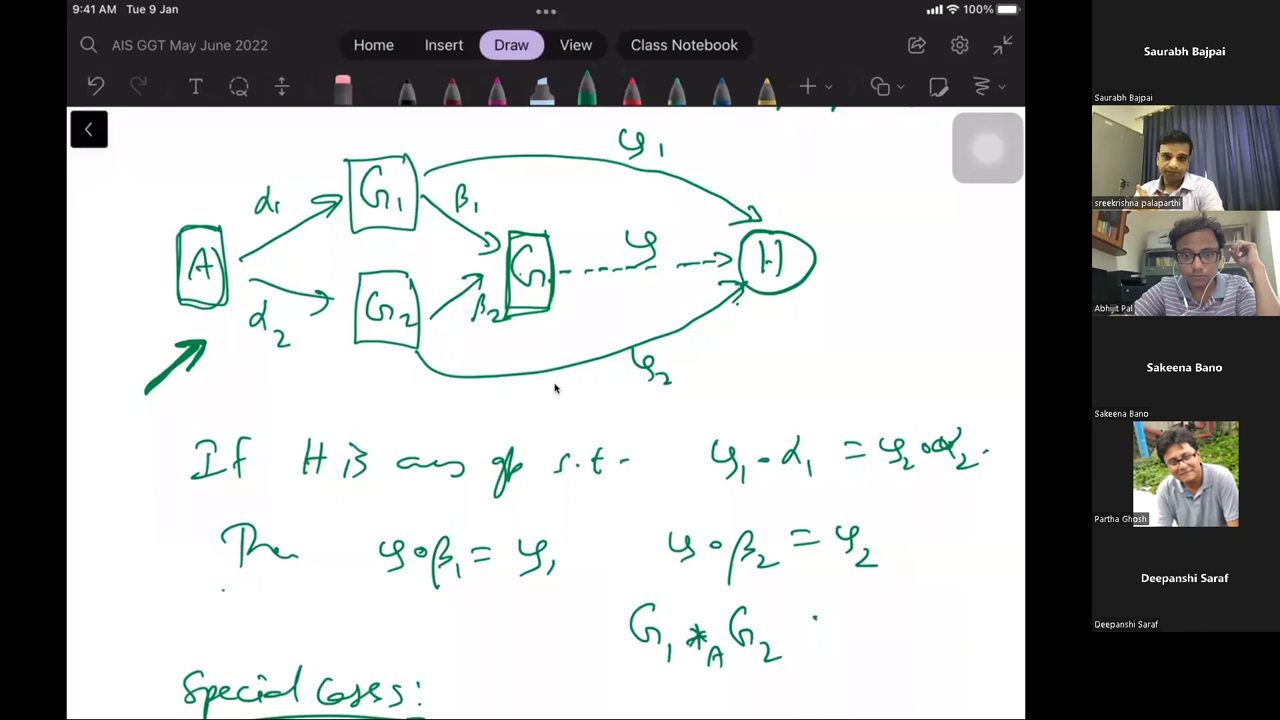 9:41 AM Tue 9 Jan
100%
AIS GGT May June 2022
Home Insert Draw View Class Notebook
T
φ1
α1 G1 β1
A G φ H
α2 G2 β2
φ2
If H is any gp s.t. φ1 ∘ α1 = φ2 ∘ α2.
Then φ∘β1 = φ1 φ∘β2 = φ2
G1 *A G2
Special Cases:
Saurabh Bajpai
Saurabh Bajpai
sreekrishna palaparthi
Abhijit Pal
Sakeena Bano
Sakeena Bano
Partha Ghosh
Deepanshi Saraf
Deepanshi Saraf